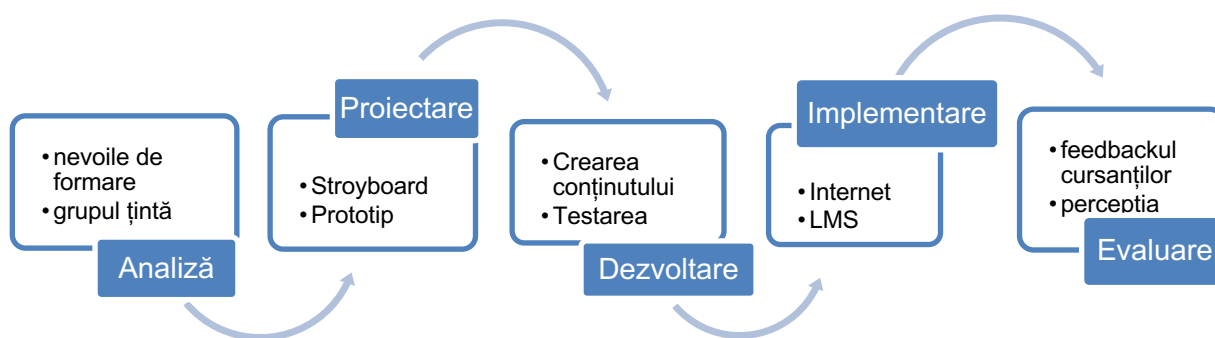 • nevoile de
formare
• grupul țintă
Analiză
Proiectare
• Stroyboard
• Prototip
• Crearea
conținutului
• Testarea
Dezvoltare
Implementare
• Internet
• LMS
• feedbackul
cursanților
• perceptia
Evaluare